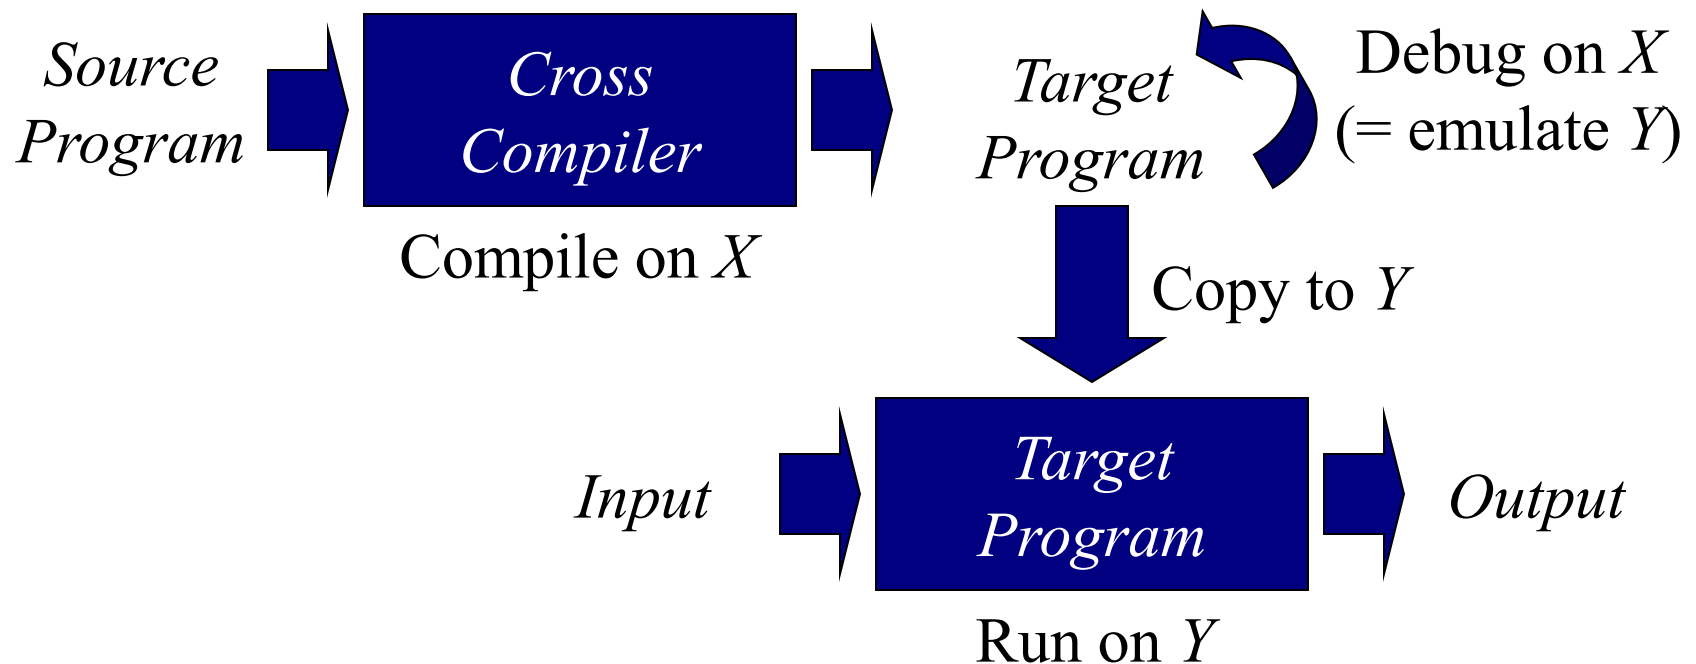 Source
Program
Cross
Compiler
Compile on X
Target
Program
Debug on X
(= emulate Y)
Copy to Y
Input
Target
Program
Output
Run on Y